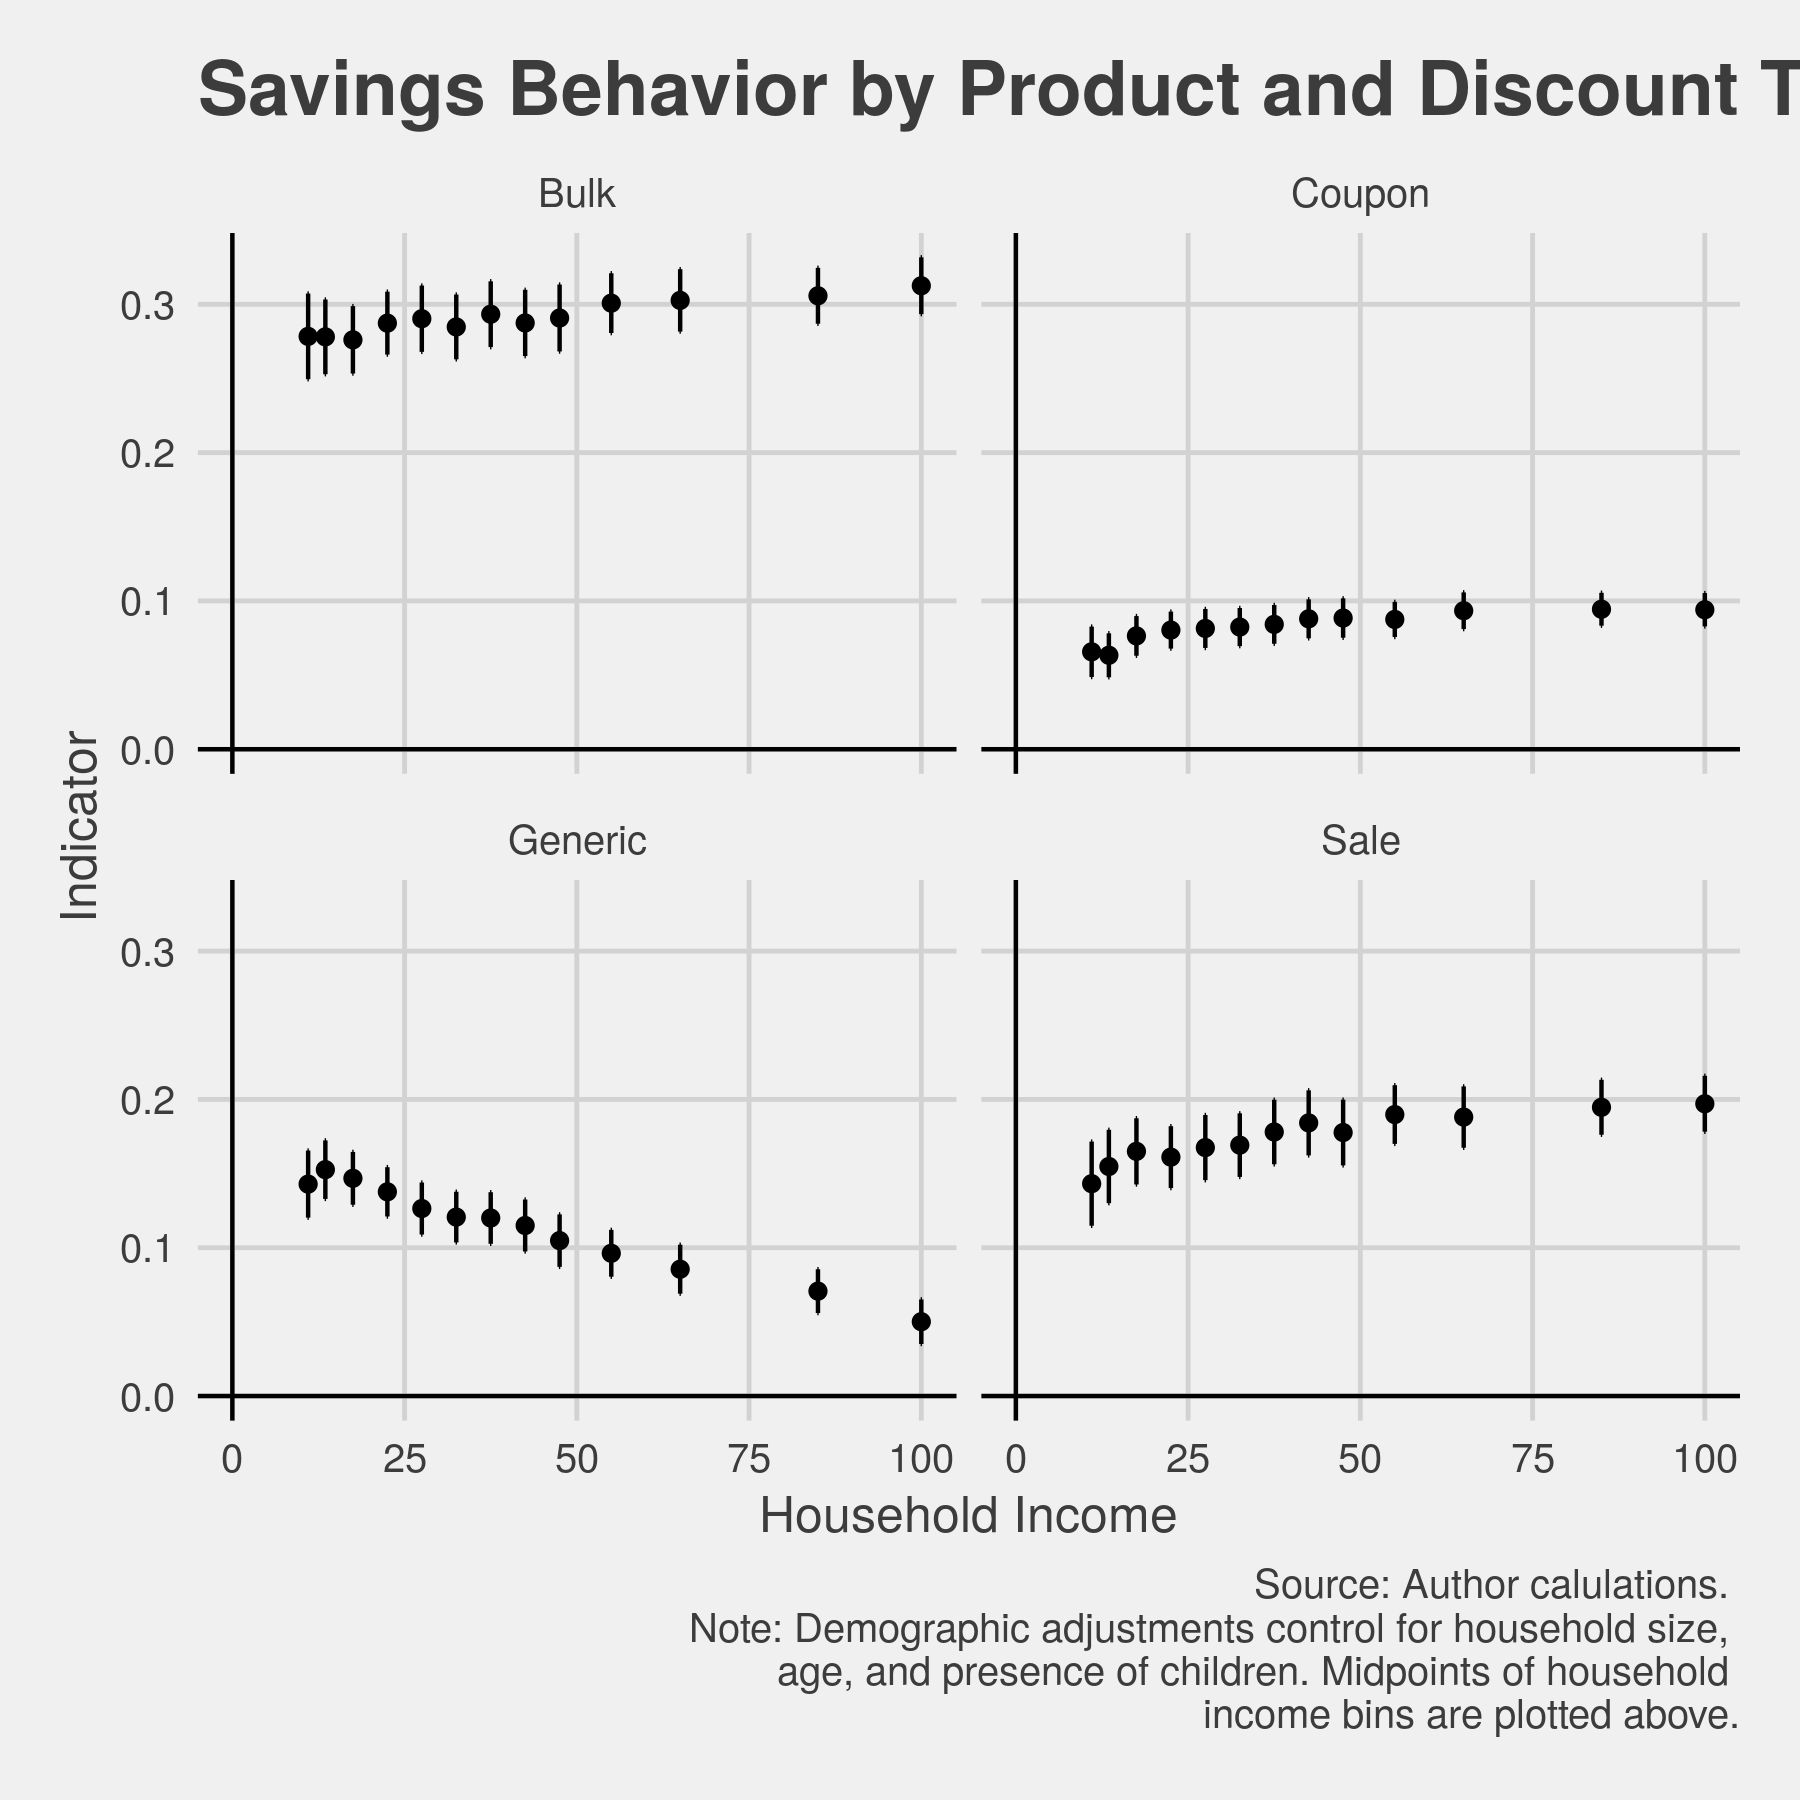 Savings Behavior by Product and Discount T
Bulk
Coupon
0.3
0.2
0.1
0.0
Indicator
Generic
Sale
0.3
0.2
0.1
0.0
0 25 50 75 100 0 25 50 75 100
Household Income
Source: Author calulations.
Note: Demographic adjustments control for household size,
age, and presence of children. Midpoints of household
income bins are plotted above.